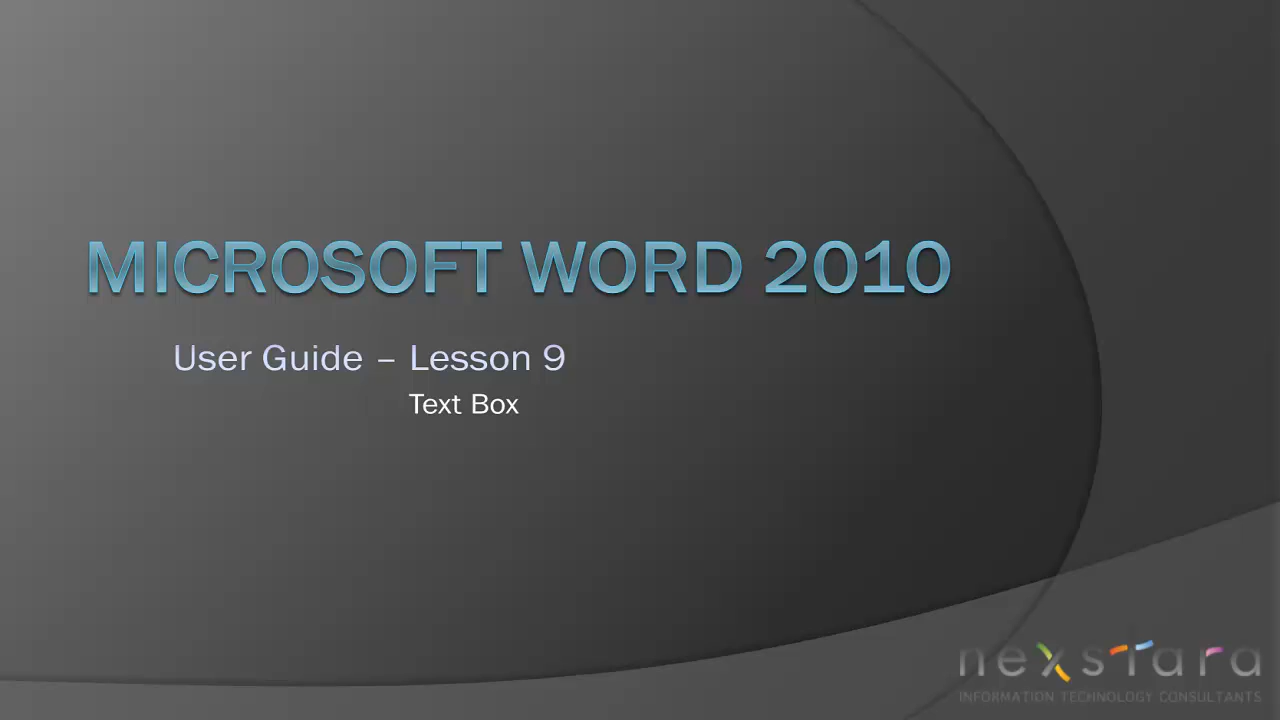 MICROSOFT WORD 2010
User Guide – Lesson 9
Text Box
nexstara
INFORMATION TECHNOLOGY CONSULTANTS